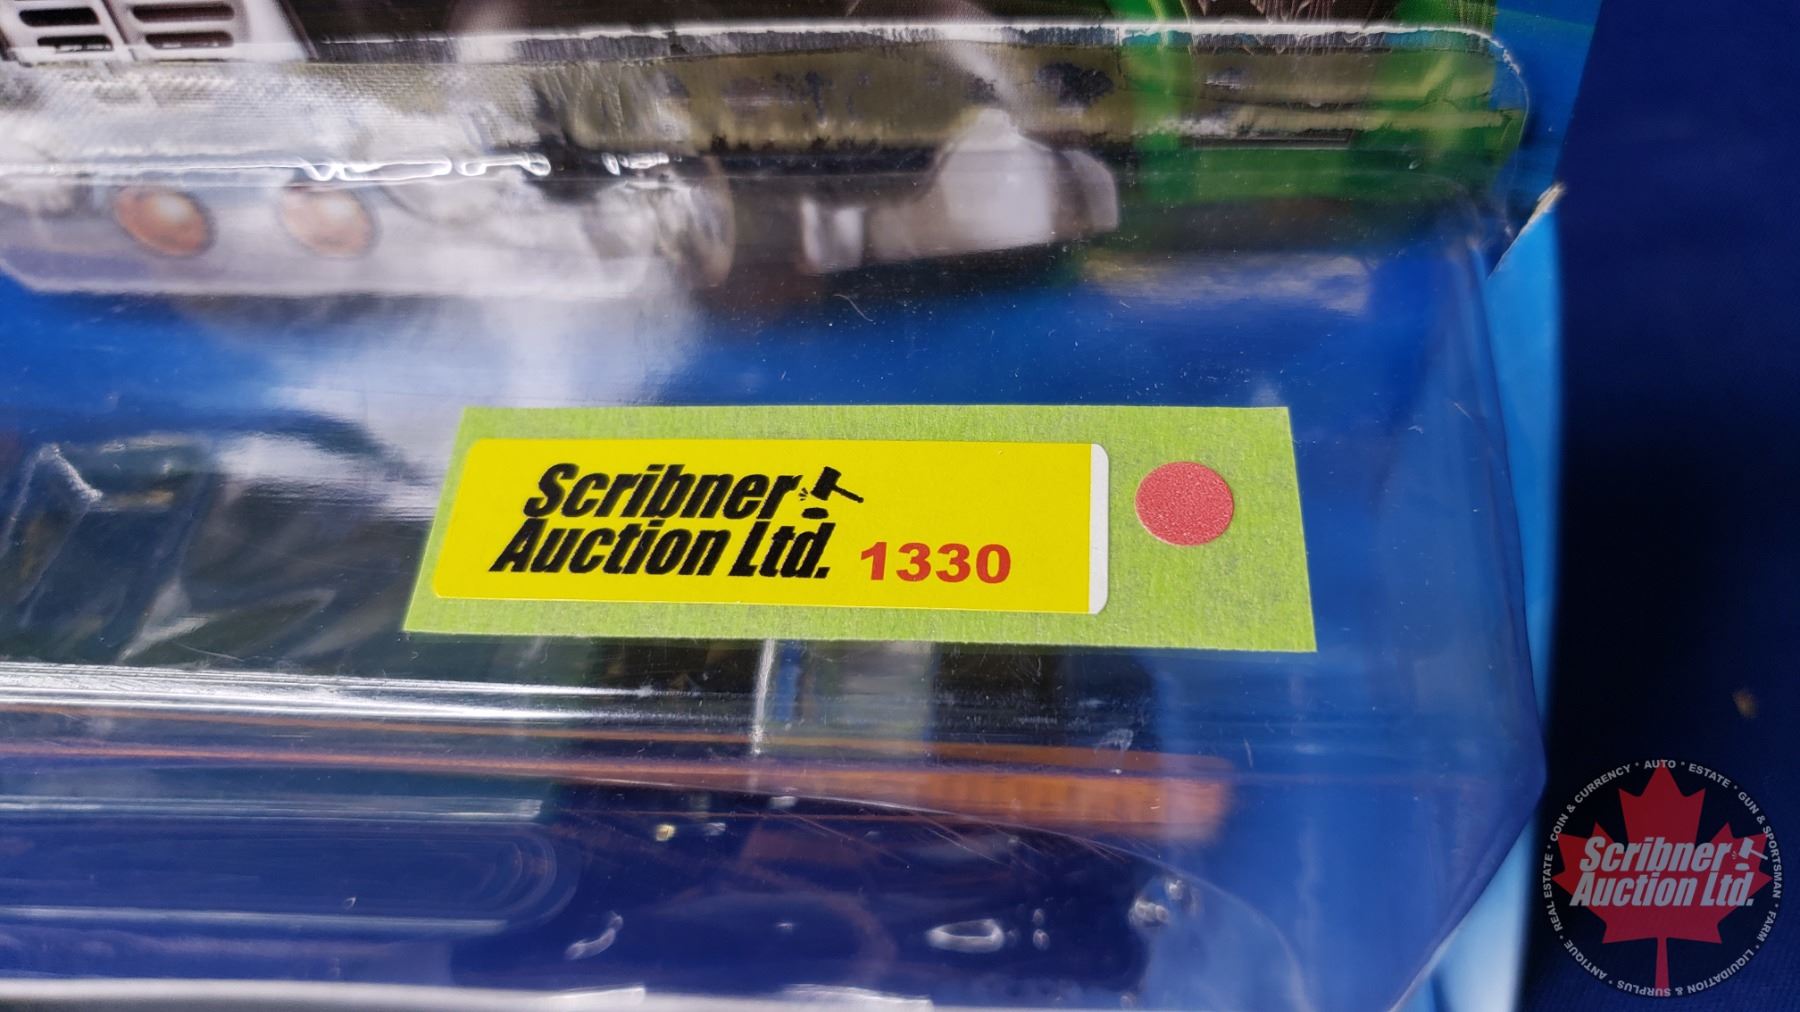 Scribner
Auction Ltd. 1330
COIN & CURRENCY • AUTO • ESTATE • GUN & SPORTSMAN • FARM • LIQUIDATION & SURPLUS • ANTIQUE • REAL ESTATE •
Scribner
Auction Ltd.